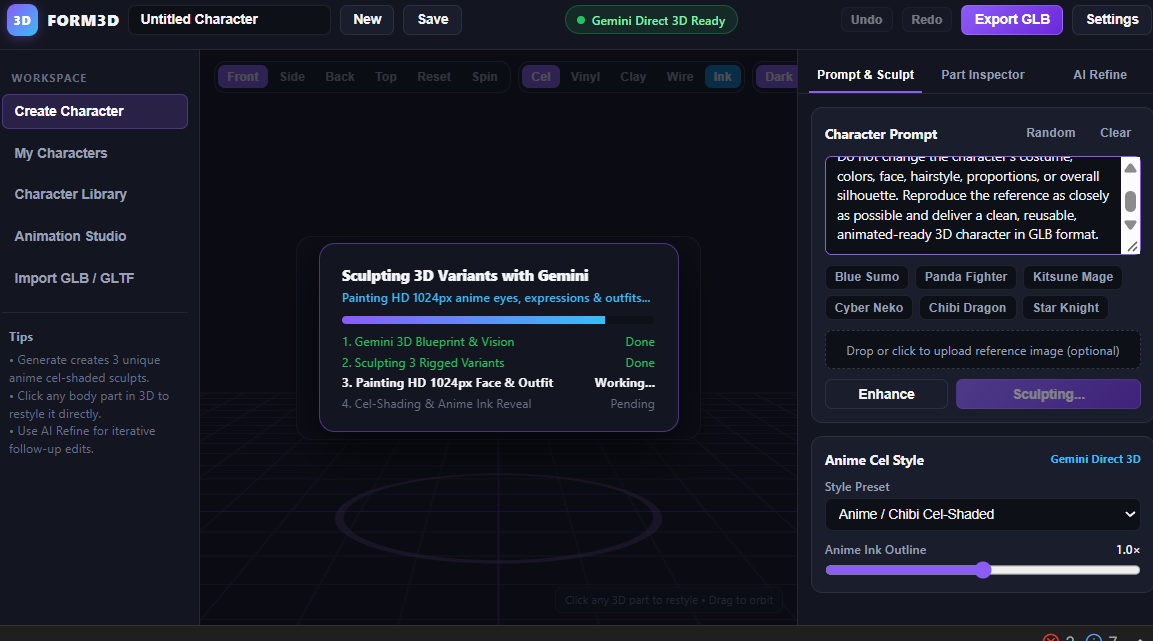 3D FORM3D Untitled Character New Save Gemini Direct 3D Ready Undo Redo Export GLB Settings
WORKSPACE
Create Character
My Characters
Character Library
Animation Studio
Import GLB / GLTF
Tips
• Generate creates 3 unique
anime cel-shaded sculpts.
• Click any body part in 3D to
restyle it directly.
• Use AI Refine for iterative
follow-up edits.
Front Side Back Top Reset Spin Cel Vinyl Clay Wire Ink Dark
Sculpting 3D Variants with Gemini
Painting HD 1024px anime eyes, expressions & outfits...
1. Gemini 3D Blueprint & Vision Done
2. Sculpting 3 Rigged Variants Done
3. Painting HD 1024px Face & Outfit Working...
4. Cel-Shading & Anime Ink Reveal Pending
Click any 3D part to restyle • Drag to orbit
Prompt & Sculpt Part Inspector AI Refine
Character Prompt Random Clear
Do not change the character's costume,
colors, face, hairstyle, proportions, or overall
silhouette. Reproduce the reference as closely
as possible and deliver a clean, reusable,
animated-ready 3D character in GLB format.
Blue Sumo Panda Fighter Kitsune Mage
Cyber Neko Chibi Dragon Star Knight
Drop or click to upload reference image (optional)
Enhance Sculpting...
Anime Cel Style Gemini Direct 3D
Style Preset
Anime / Chibi Cel-Shaded
Anime Ink Outline 1.0×